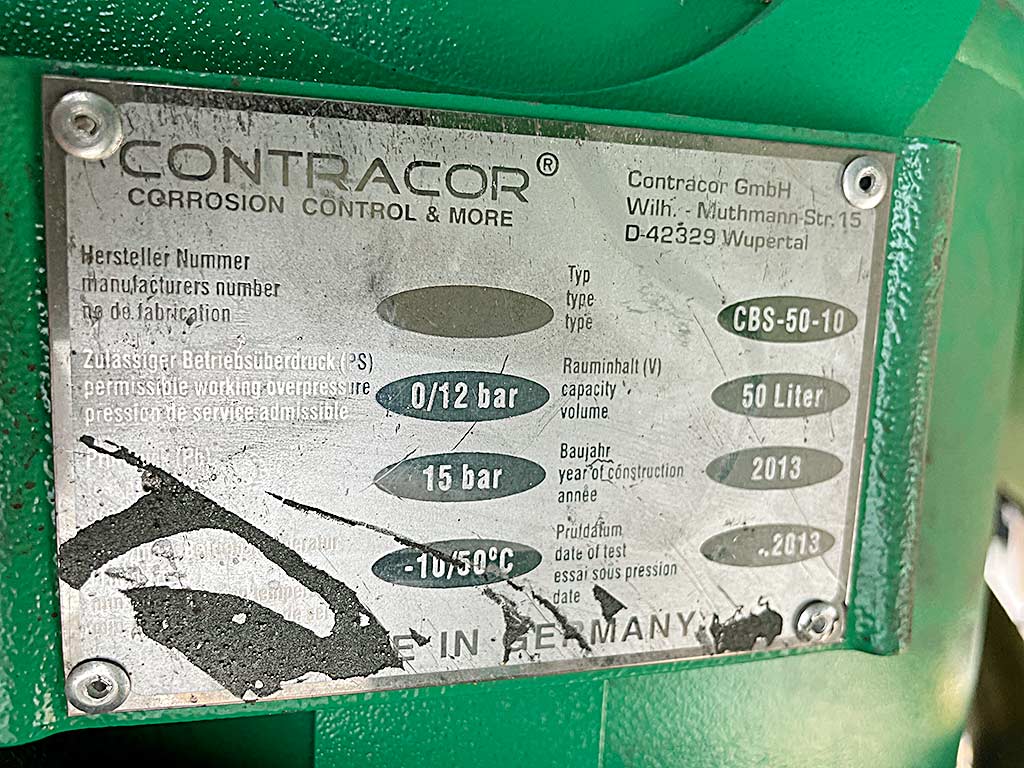 CONTRACOR®
CORROSION CONTROL & MORE
Contracor GmbH
Wilh. - Muthmann-Str. 15
D-42329 Wupertal
Hersteller Nummer
manufacturers number
no de fabrication
Typ
type
type
CBS-50-10
Zulässiger Betriebsüberdruck (PS)
permissible working overpressure
pression de service admissible
0/12 bar
Rauminhalt (V)
capacity
volume
50 Liter
15 bar
Baujahr
year of construction
année
2013
-10/50°C
Prüfdatum
date of test
essai sous pression
date
.2013
IN GERMANY